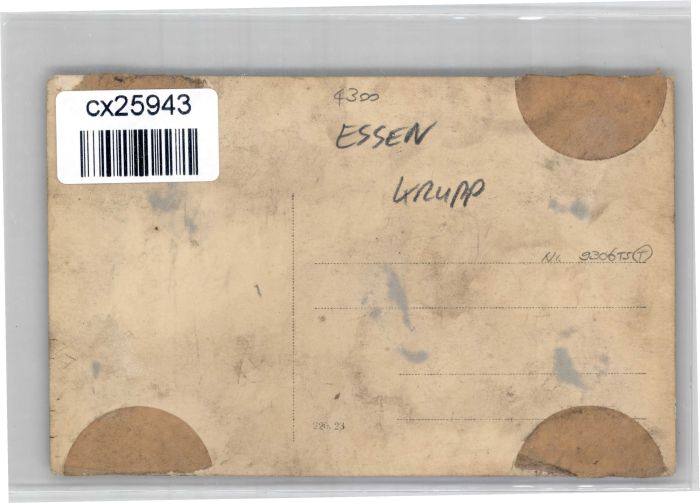 cx25943
4300
ESSEN
KRUPP
Nr. 9306TS(T)
226. 23